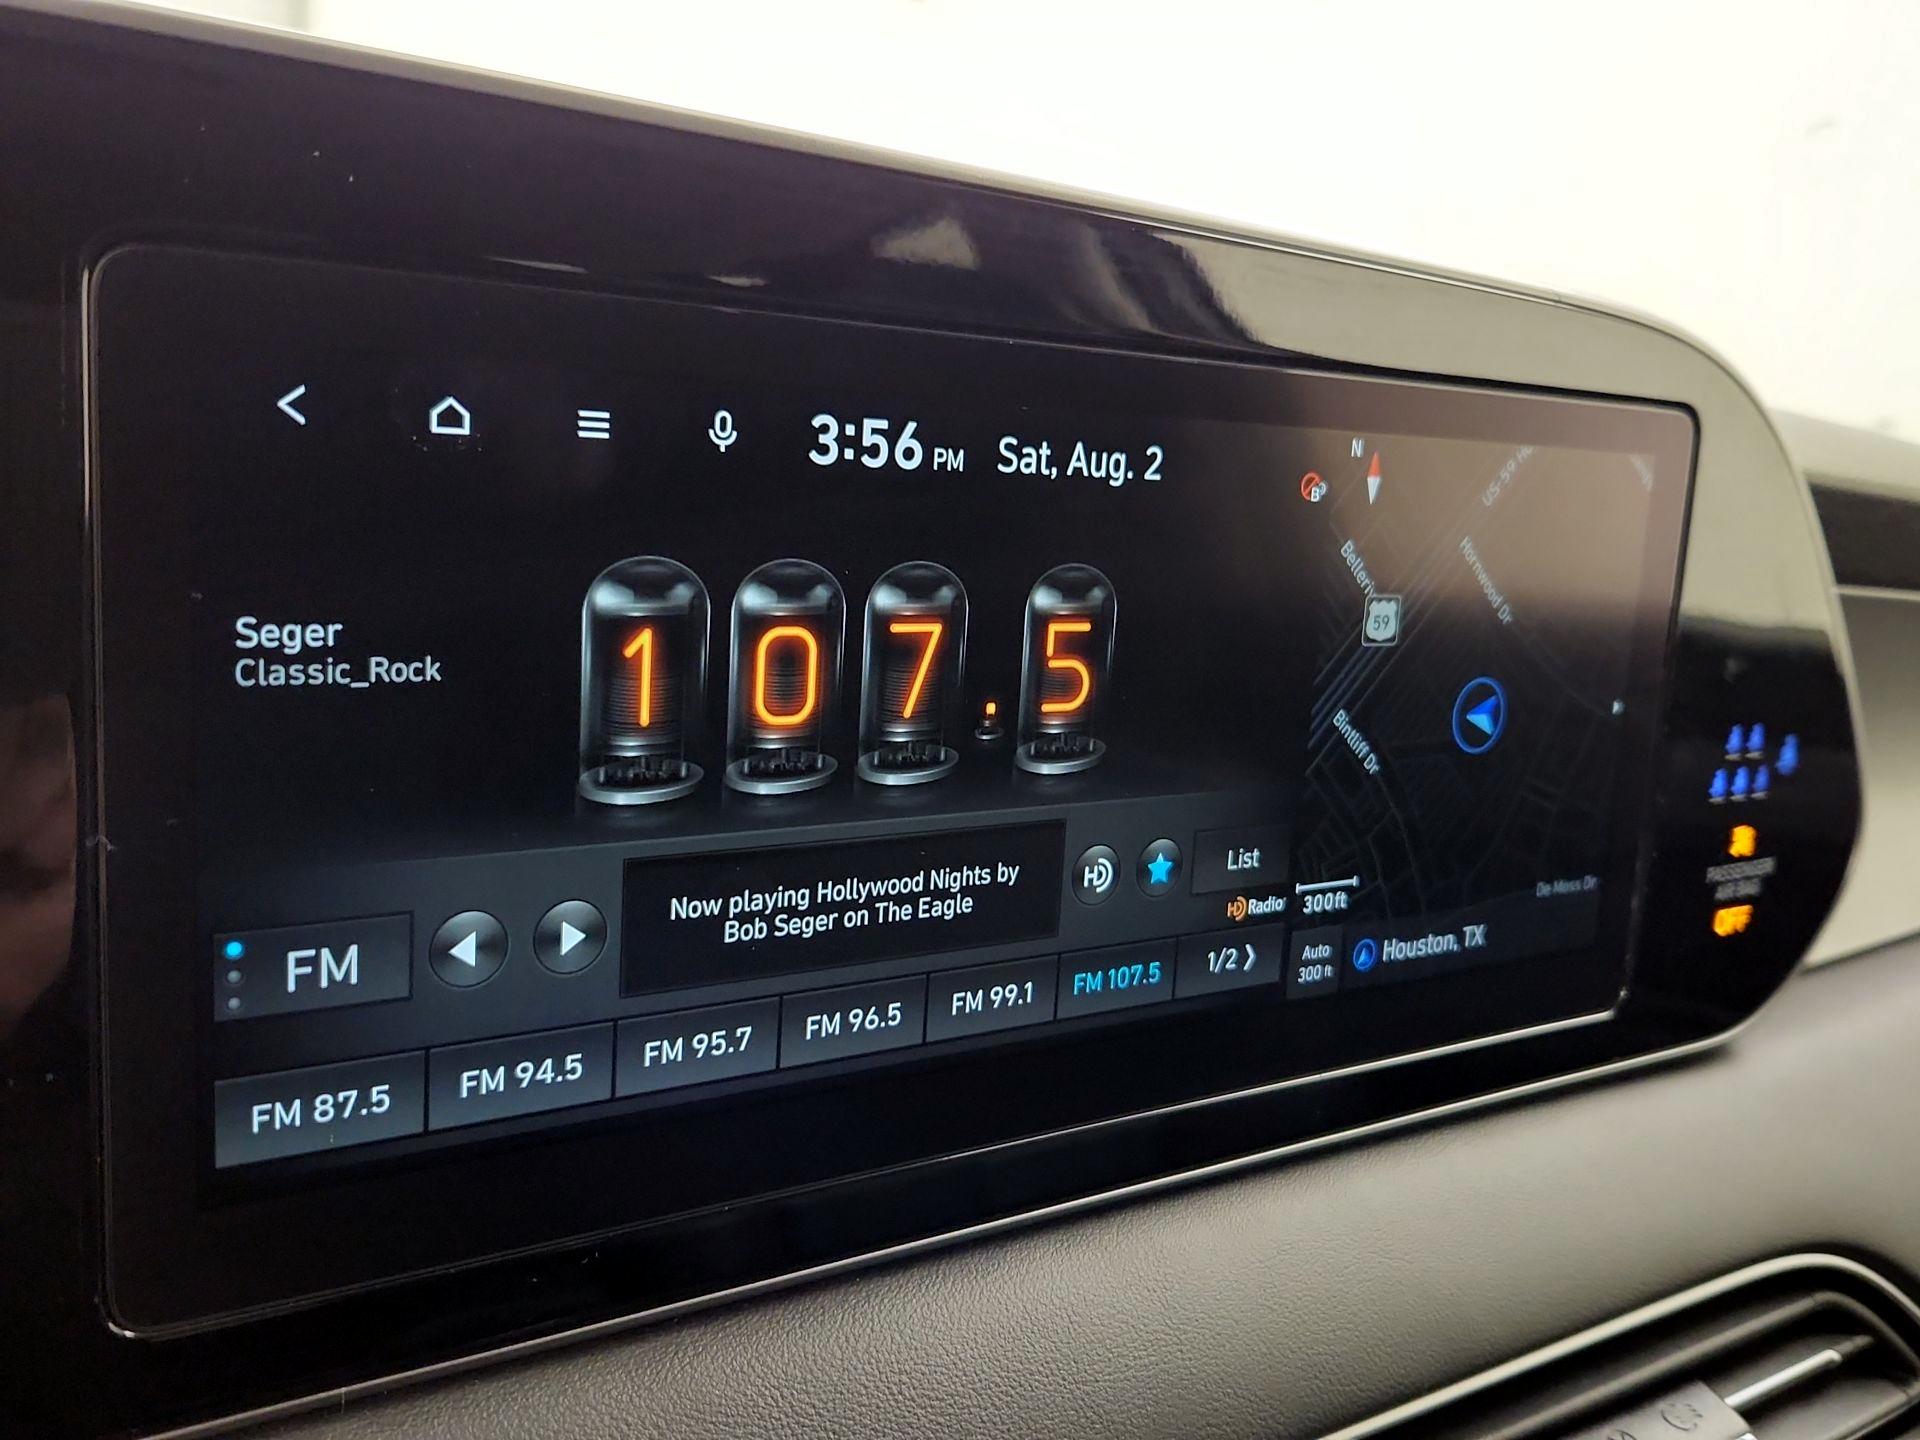 3:56 PM Sat, Aug. 2
N
B
US-59
Hornwood Dr
59
Bintliff Dr
Seger
Classic_Rock
107.5
Now playing Hollywood Nights by
Bob Seger on The Eagle
HD
List
HD Radio
300ft
De Moss Dr
FM
1/2 >
Auto
300 ft
Houston, TX
FM 87.5
FM 94.5
FM 95.7
FM 96.5
FM 99.1
FM 107.5
PASSENGER
AIR BAG
OFF